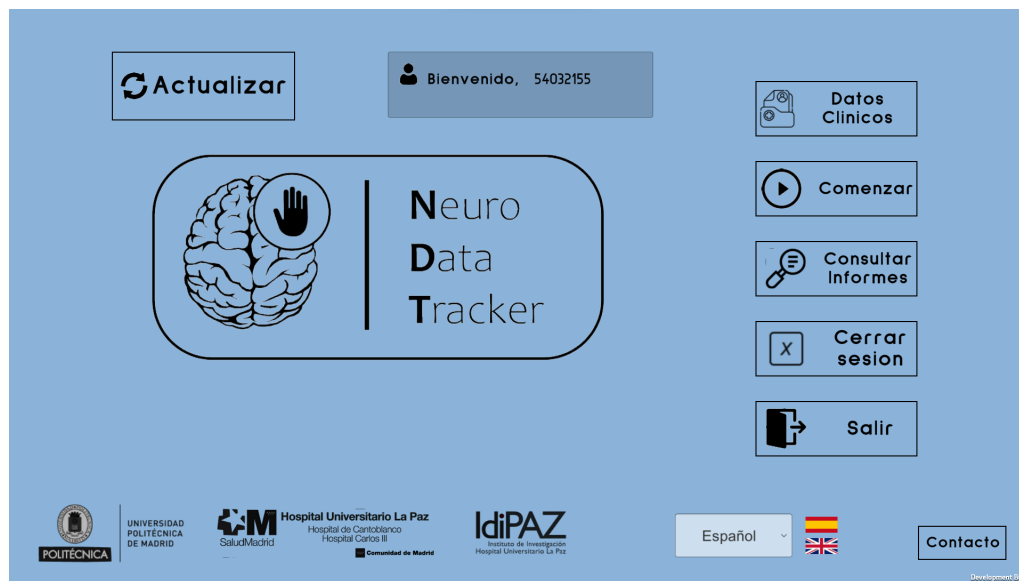 Actualizar
Bienvenido, 54032155
Datos
Clinicos
Comenzar
Consultar
Informes
X
Cerrar
sesion
Salir
Neuro
Data
Tracker
POLITÉCNICA
UNIVERSIDAD
POLITÉCNICA
DE MADRID
SaludMadrid
Hospital Universitario La Paz
Hospital de Cantoblanco
Hospital Carlos III
Comunidad de Madrid
IdiPAZ
Instituto de Investigación
Hospital Universitario La Paz
Español
Contacto